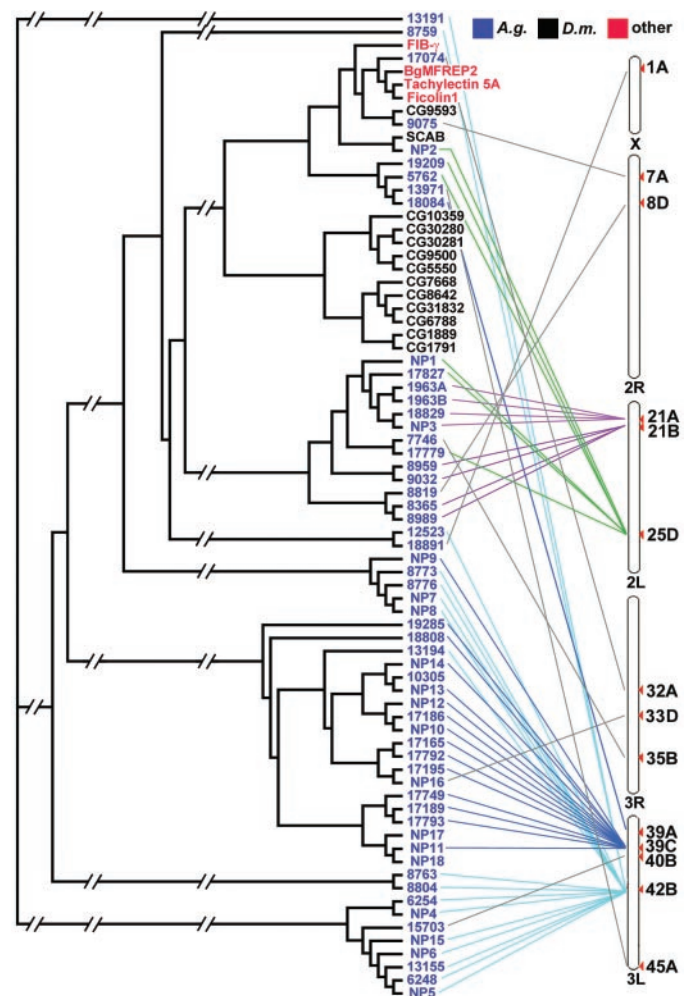 A.g. D.m. other
13191
8759
FIB-γ
17074
BgMFREP2
Tachylectin 5A
Ficolin1
CG9593
9075
SCAB
NP2
19209
5762
13971
18084
CG10359
CG30280
CG30281
CG9500
CG5550
CG7668
CG8642
CG31832
CG6788
CG1889
CG1791
NP1
17827
1963A
1963B
18829
NP3
7746
17779
8959
9032
8819
8365
8989
12523
18891
NP9
8773
8776
NP7
NP8
19285
18808
13194
NP14
10305
NP13
NP12
17186
NP10
17165
17792
17195
NP16
17749
17189
17793
NP17
NP11
NP18
8763
8804
6254
NP4
15703
NP15
NP6
13155
6248
NP5
1A
X
7A
8D
2R
21A
21B
25D
2L
32A
33D
35B
3R
39A
39C
40B
42B
45A
3L